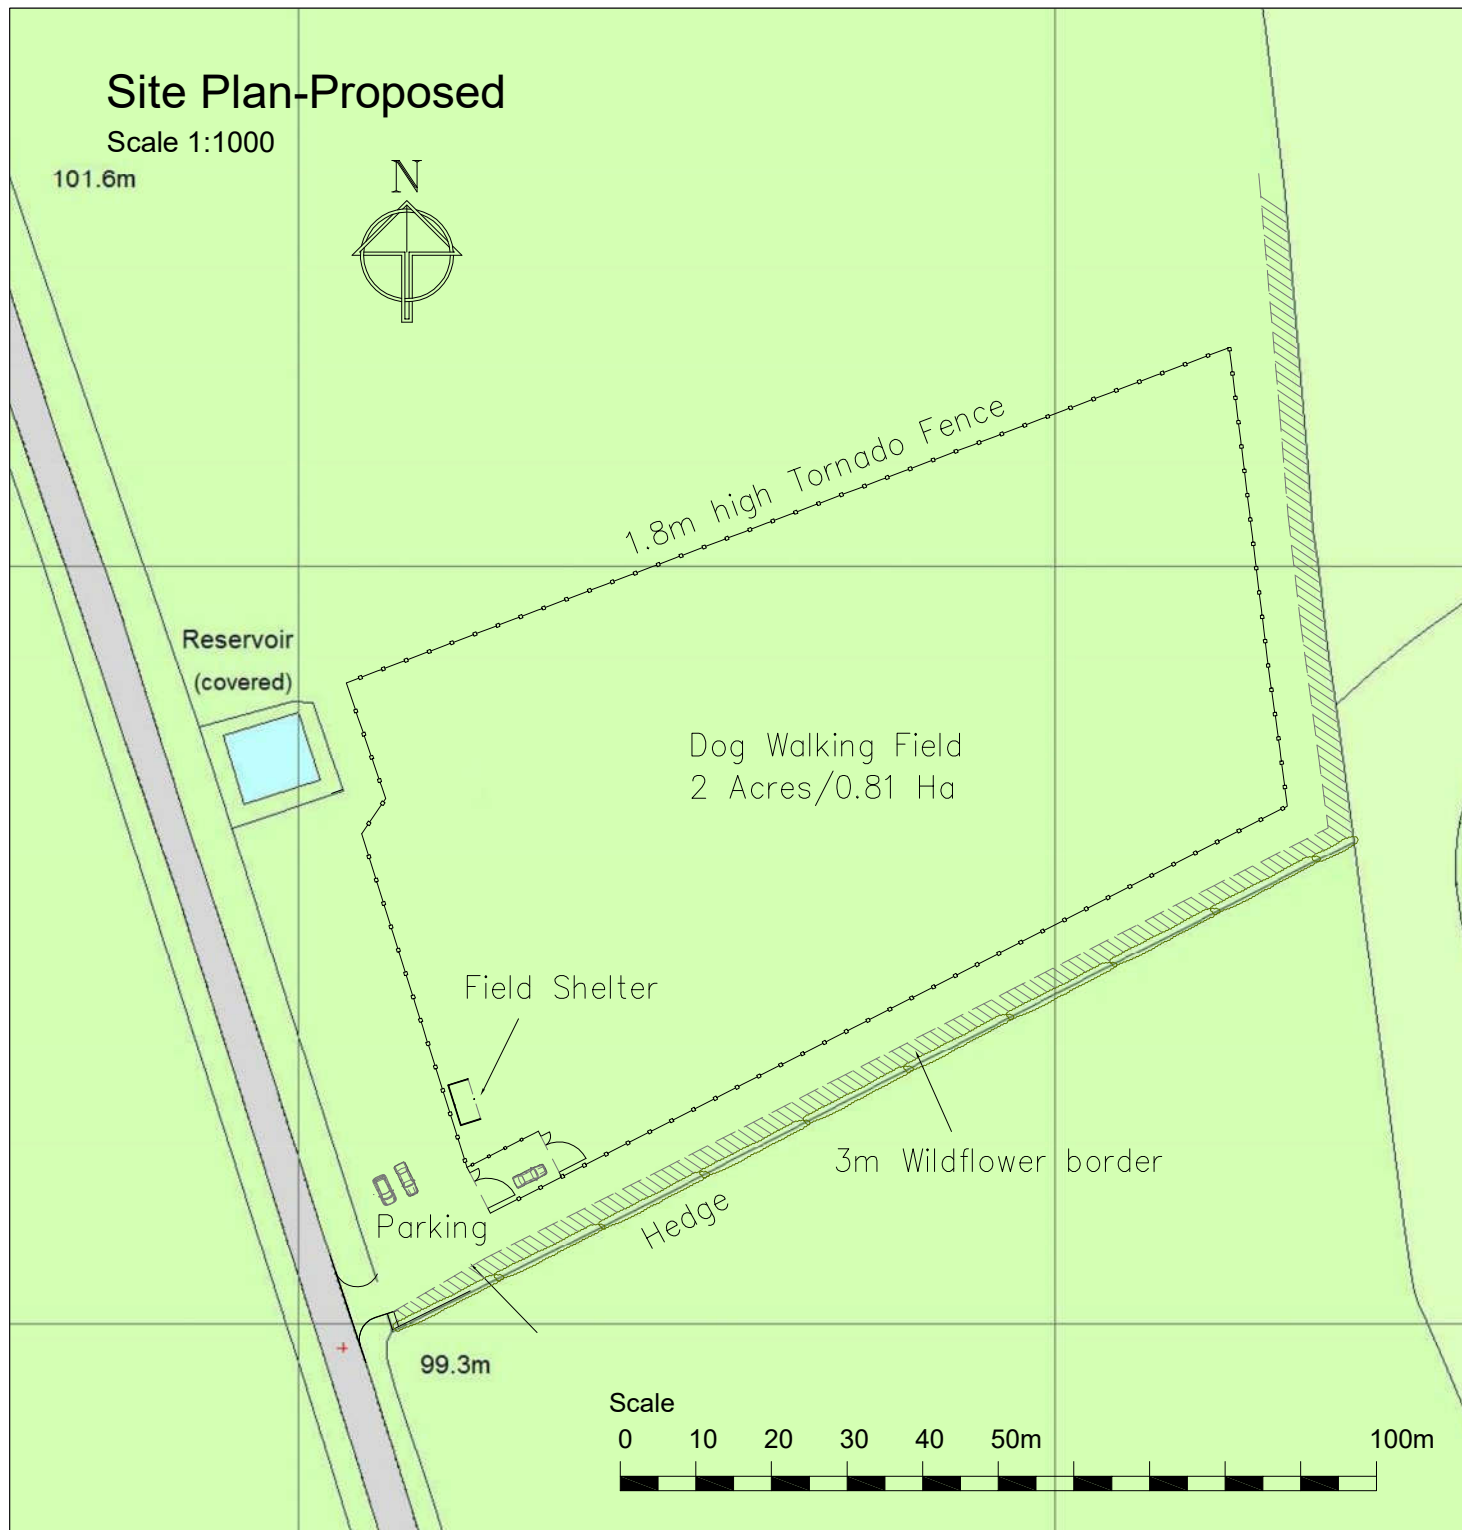 Site Plan-Proposed
Scale 1:1000
101.6m
N
1.8m high Tornado Fence
Reservoir
(covered)
Dog Walking Field
2 Acres/0.81 Ha
Field Shelter
3m Wildflower border
Hedge
Parking
99.3m
Scale
0 10 20 30 40 50m 100m